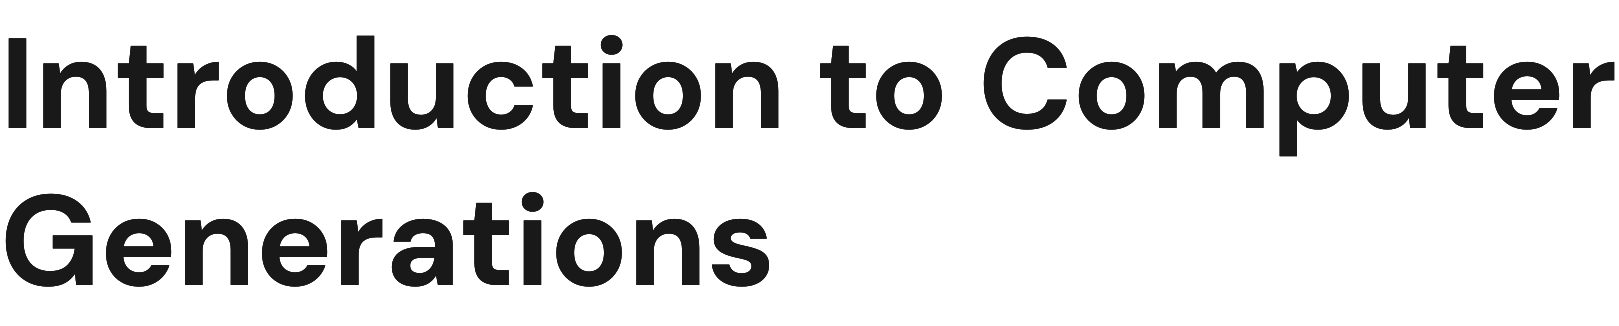 Introduction to Computer
Generations